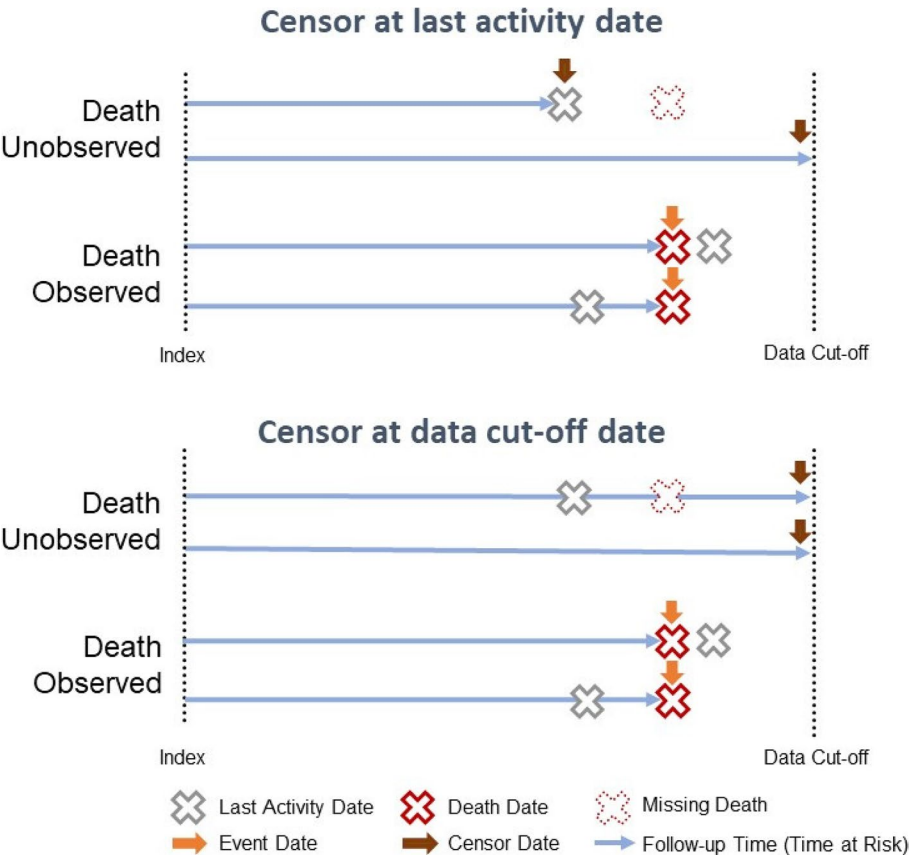 Censor at last activity date
Death
Unobserved
Death
Observed
Index
Data Cut-off
Censor at data cut-off date
Death
Unobserved
Death
Observed
Index
Data Cut-off
Last Activity Date
Death Date
Missing Death
Event Date
Censor Date
Follow-up Time (Time at Risk)